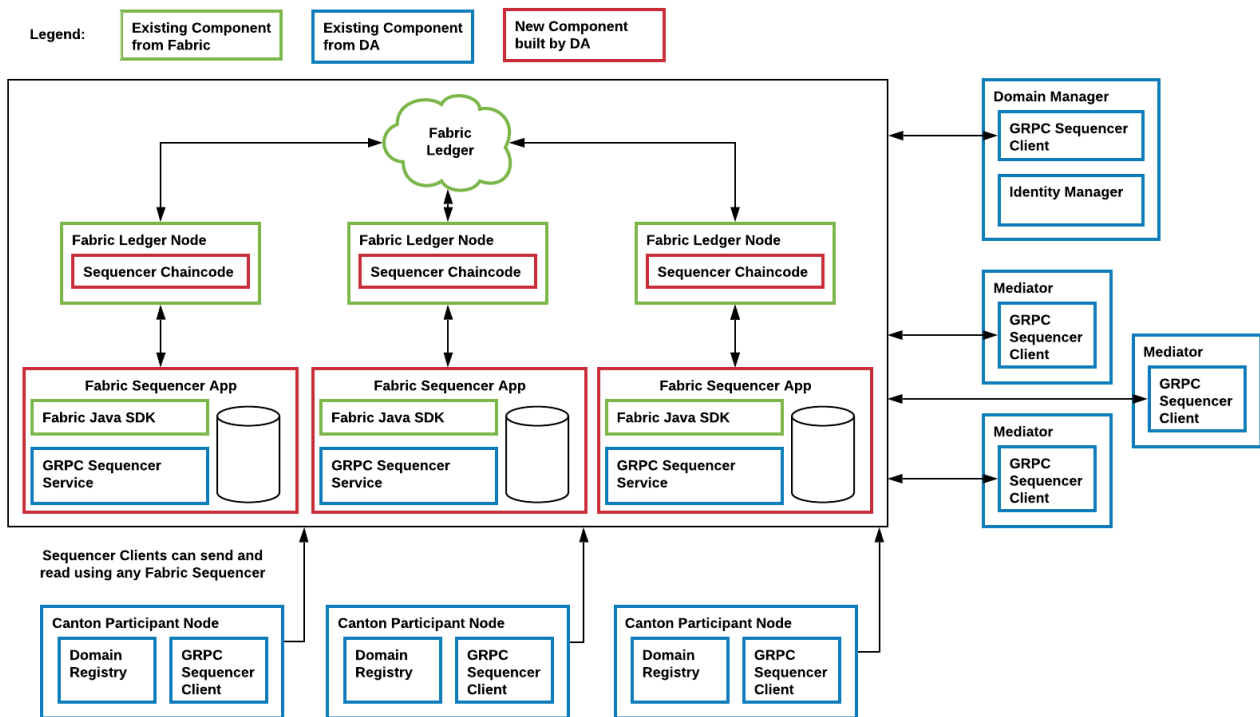 Legend:
Existing Component
from Fabric
Existing Component
from DA
New Component
built by DA
Fabric
Ledger
Fabric Ledger Node
Sequencer Chaincode
Fabric Ledger Node
Sequencer Chaincode
Fabric Ledger Node
Sequencer Chaincode
Fabric Sequencer App
Fabric Java SDK
GRPC Sequencer
Service
Fabric Sequencer App
Fabric Java SDK
GRPC Sequencer
Service
Fabric Sequencer App
Fabric Java SDK
GRPC Sequencer
Service
Domain Manager
GRPC Sequencer
Client
Identity Manager
Mediator
GRPC
Sequencer
Client
Mediator
GRPC
Sequencer
Client
Mediator
GRPC
Sequencer
Client
Sequencer Clients can send and
read using any Fabric Sequencer
Canton Participant Node
Domain
Registry
GRPC
Sequencer
Client
Canton Participant Node
Domain
Registry
GRPC
Sequencer
Client
Canton Participant Node
Domain
Registry
GRPC
Sequencer
Client